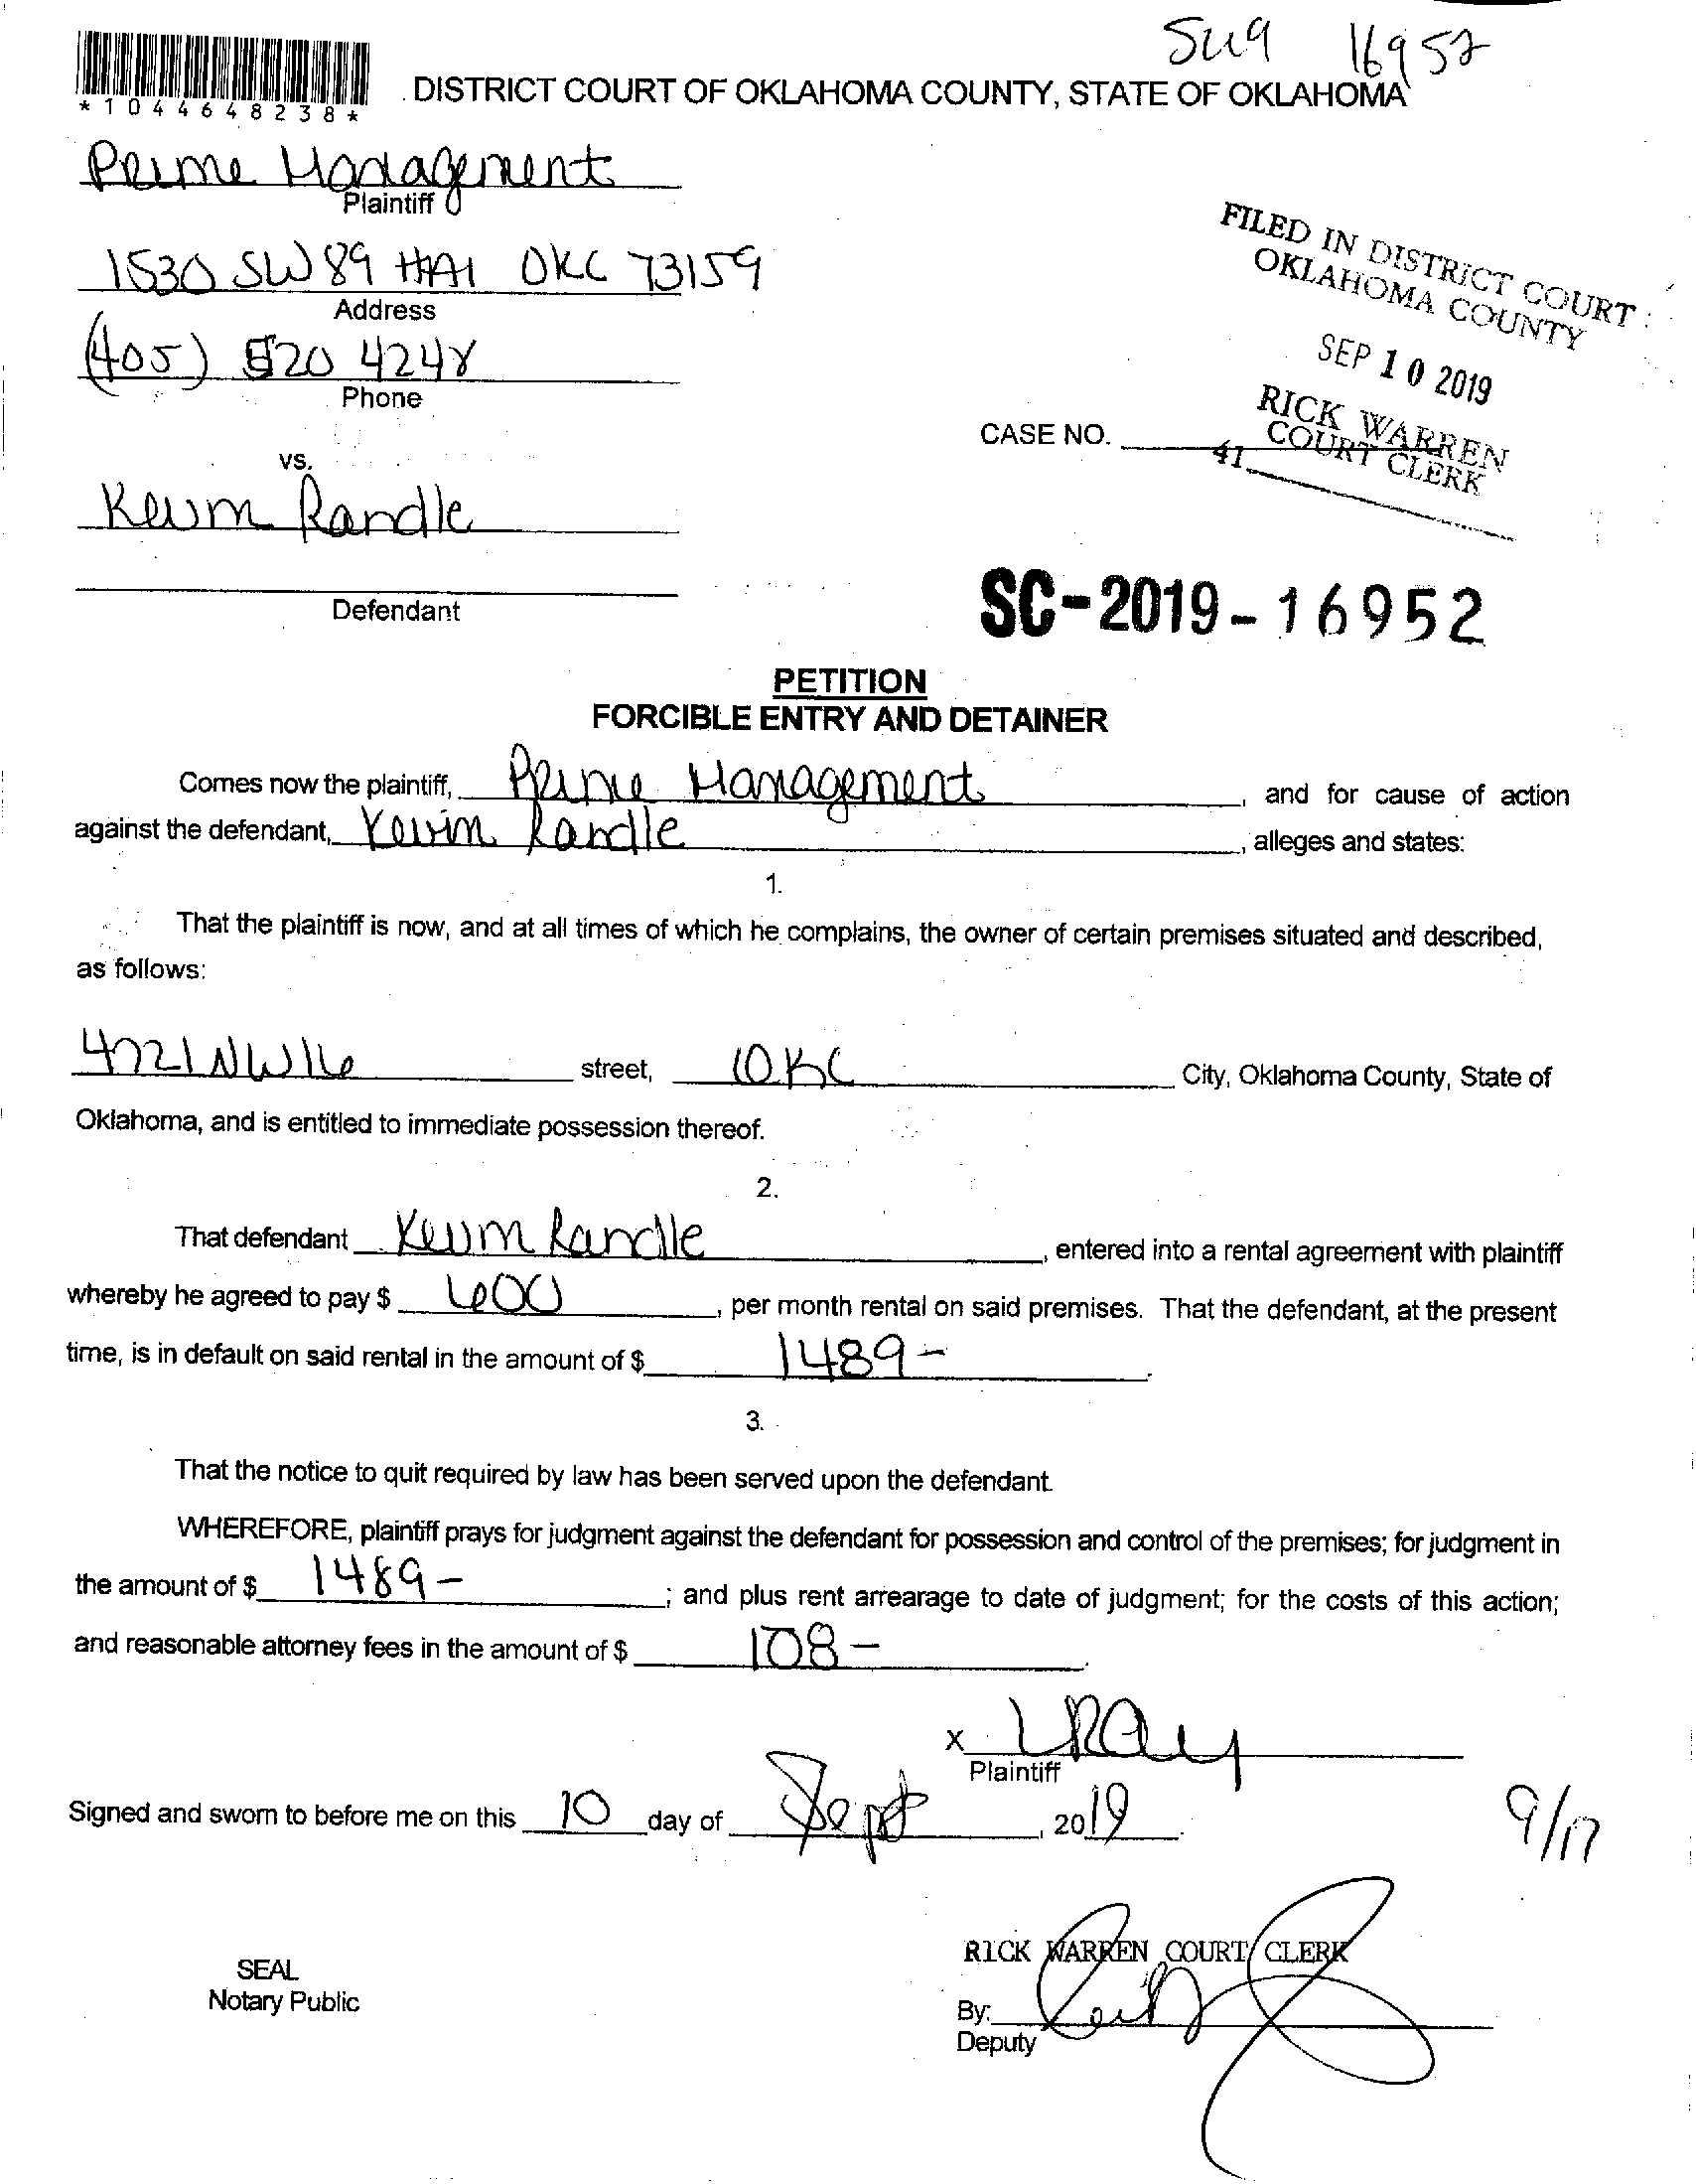 SC19 16952
*1044648238*
DISTRICT COURT OF OKLAHOMA COUNTY, STATE OF OKLAHOMA
Prime Management
Plaintiff
1530 SW 89 #A1 OKC 73159
Address
(405) 520 4248
Phone
FILED IN DISTRICT COURT
OKLAHOMA COUNTY
SEP 10 2019
RICK WARREN
COURT CLERK
41
CASE NO.
vs.
Kevin Randle
Defendant
SC-2019-16952
PETITION
FORCIBLE ENTRY AND DETAINER
Comes now the plaintiff, Prime Management, and for cause of action
against the defendant, Kevin Randle, alleges and states:
1.
That the plaintiff is now, and at all times of which he complains, the owner of certain premises situated and described,
as follows:
4721 NW 16 street, OKC City, Oklahoma County, State of
Oklahoma, and is entitled to immediate possession thereof.
2.
That defendant Kevin Randle, entered into a rental agreement with plaintiff
whereby he agreed to pay $ 600, per month rental on said premises. That the defendant, at the present
time, is in default on said rental in the amount of $ 1489-.
3.
That the notice to quit required by law has been served upon the defendant.
WHEREFORE, plaintiff prays for judgment against the defendant for possession and control of the premises; for judgment in
the amount of $ 1489-; and plus rent arrearage to date of judgment; for the costs of this action;
and reasonable attorney fees in the amount of $ 108-.
X LRay
Plaintiff
Signed and sworn to before me on this 10 day of Sept, 2019.
9/17
RICK WARREN COURT CLERK
SEAL
Notary Public
By:
Deputy